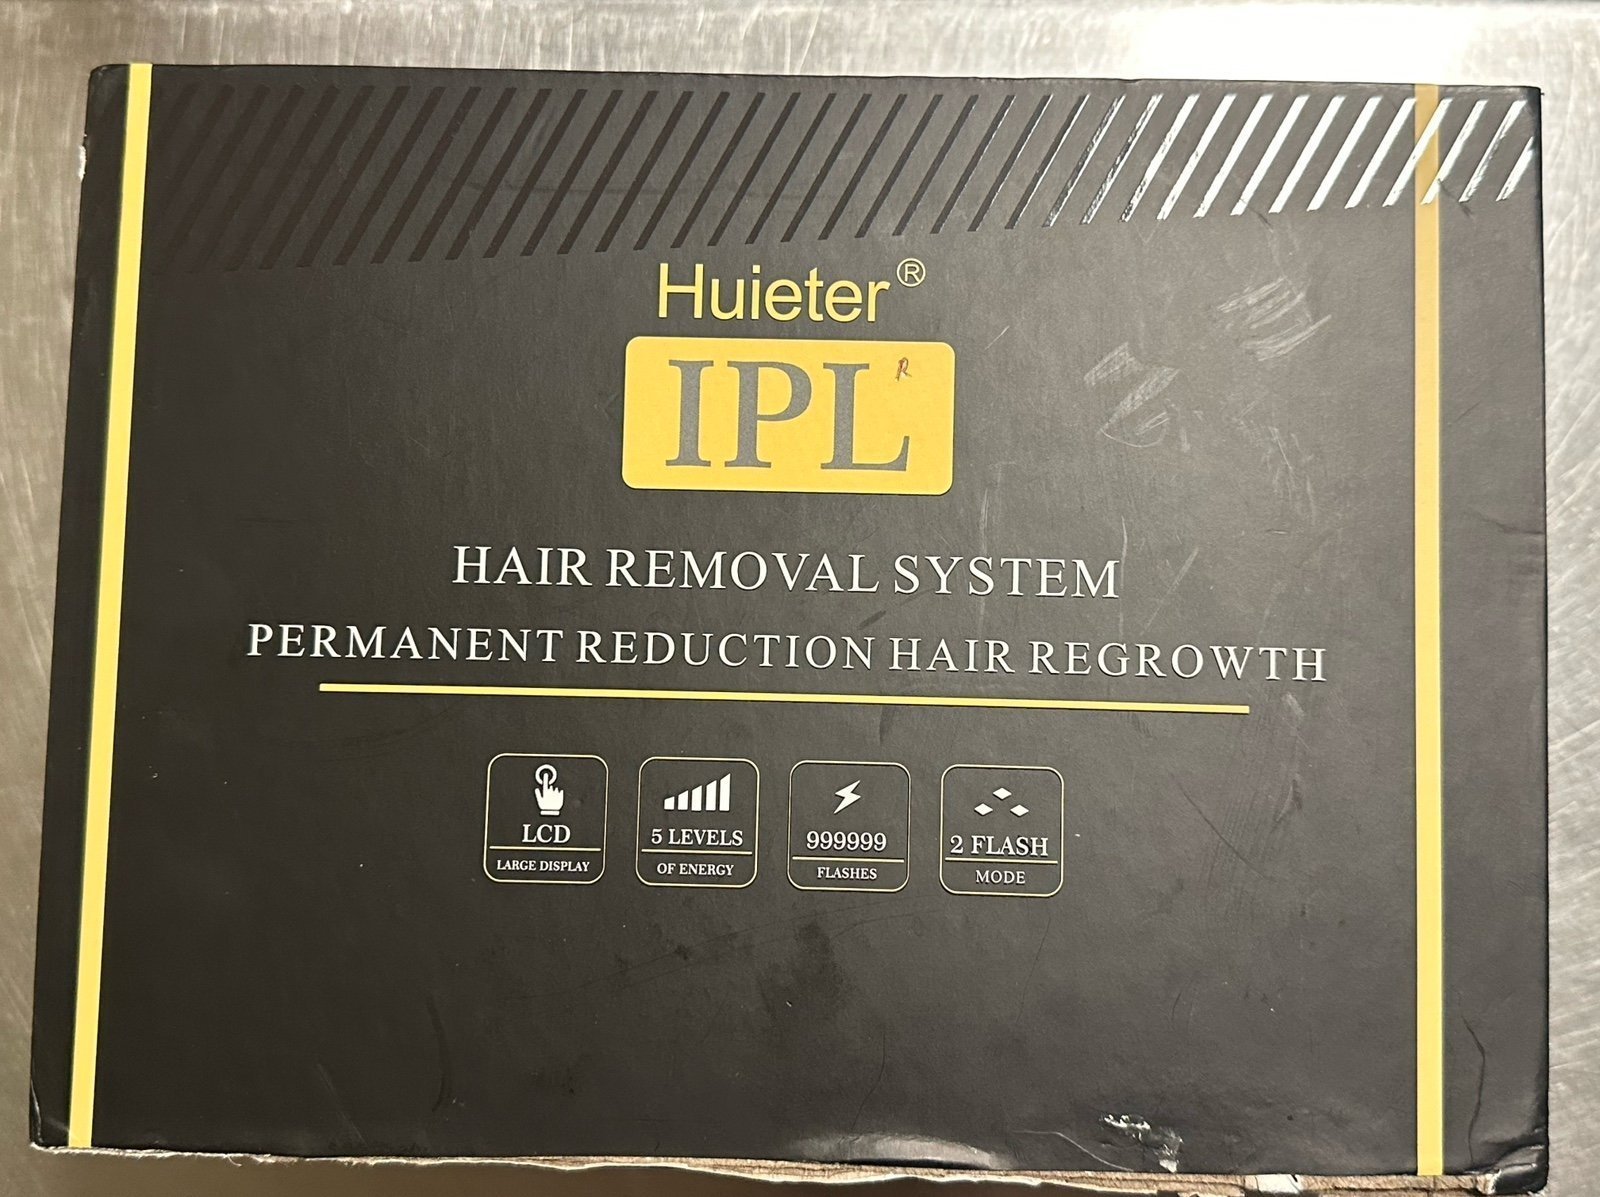 Huieter®
IPL R
HAIR REMOVAL SYSTEM
PERMANENT REDUCTION HAIR REGROWTH
LCD
LARGE DISPLAY
5 LEVELS
OF ENERGY
999999
FLASHES
2 FLASH
MODE